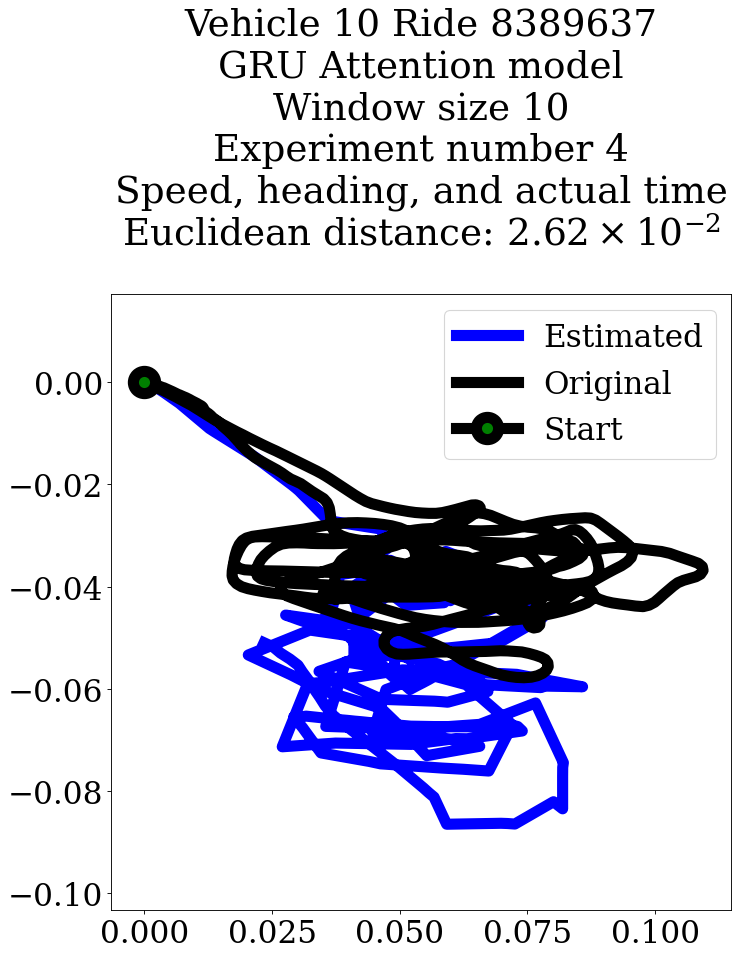 Vehicle 10 Ride 8389637
GRU Attention model
Window size 10
Experiment number 4
Speed, heading, and actual time
Euclidean distance: 2.62 × 10⁻²
Estimated
Original
Start
0.00
−0.02
−0.04
−0.06
−0.08
−0.10
0.000 0.025 0.050 0.075 0.100